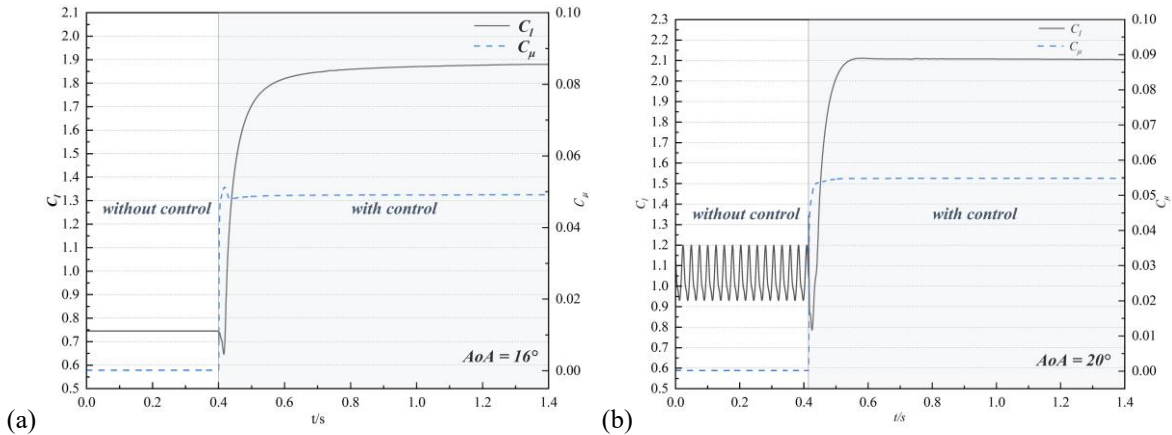 2.1
2.0
1.9
1.8
1.7
1.6
1.5
1.4
1.3
1.2
1.1
1.0
0.9
0.8
0.7
0.6
0.5
C_l
0.10
0.08
0.06
0.04
0.02
0.00
C_μ
C_l
C_μ
without control
with control
AoA = 16°
0.0 0.2 0.4 0.6 0.8 1.0 1.2 1.4
t/s
(a)
2.3
2.2
2.1
2.0
1.9
1.8
1.7
1.6
1.5
1.4
1.3
1.2
1.1
1.0
0.9
0.8
0.7
0.6
0.5
C_l
0.10
0.09
0.08
0.07
0.06
0.05
0.04
0.03
0.02
0.01
0.00
C_μ
C_l
C_μ
without control
with control
AoA = 20°
0.0 0.2 0.4 0.6 0.8 1.0 1.2 1.4
t/s
(b)